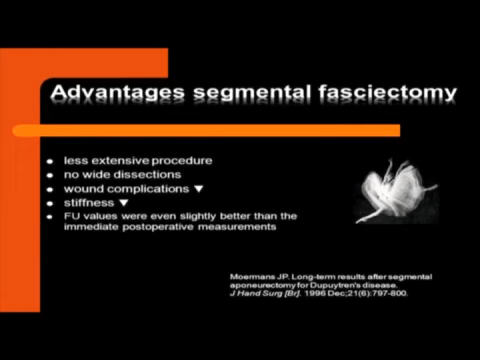 Advantages segmental fasciectomy
less extensive procedure
no wide dissections
wound complications ▼
stiffness ▼
FU values were even slightly better than the
immediate postoperative measurements
Moermans JP. Long-term results after segmental
aponeurectomy for Dupuytren's disease.
J Hand Surg [Br]. 1996 Dec;21(6):797-800.